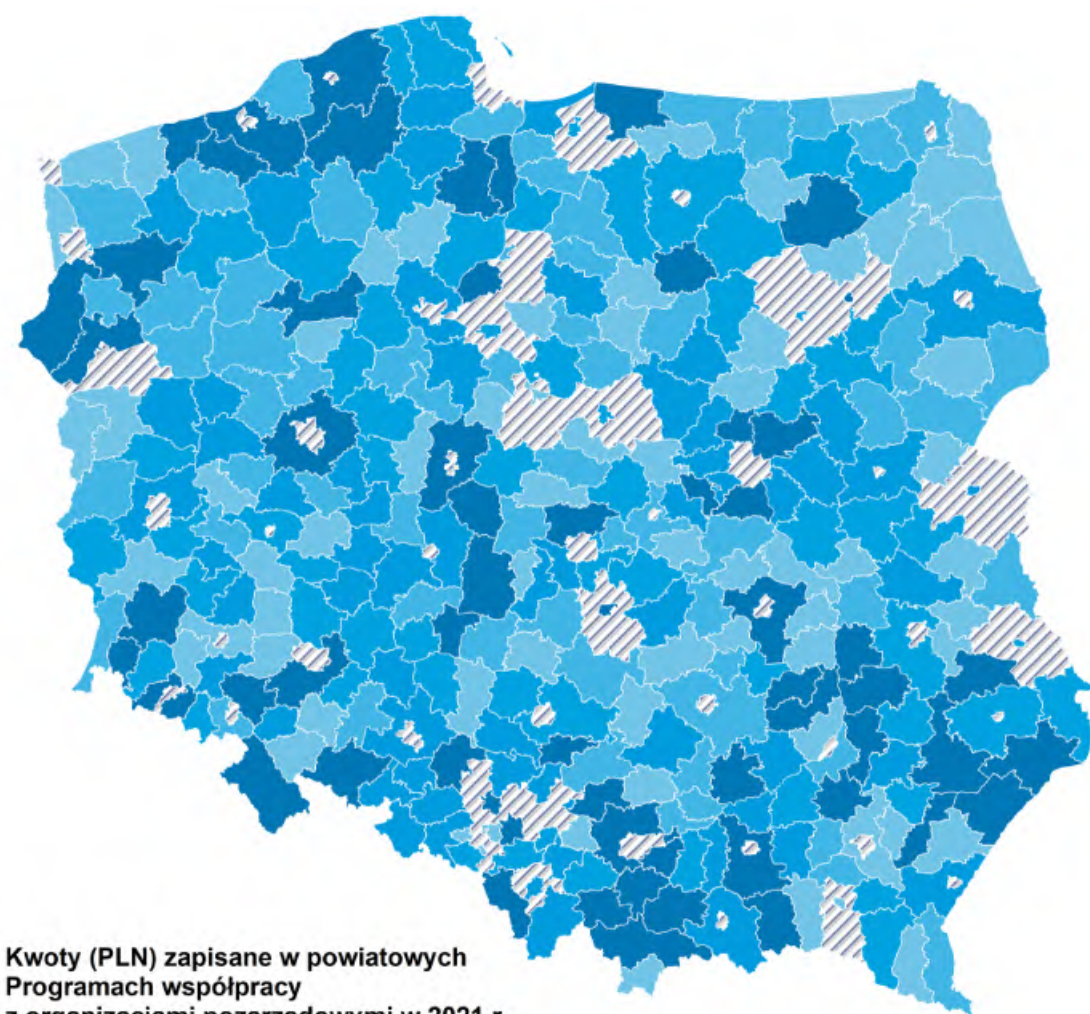 Kwoty (PLN) zapisane w powiatowych
Programach współpracy
z organizacjami pozarządowymi w 2021 r